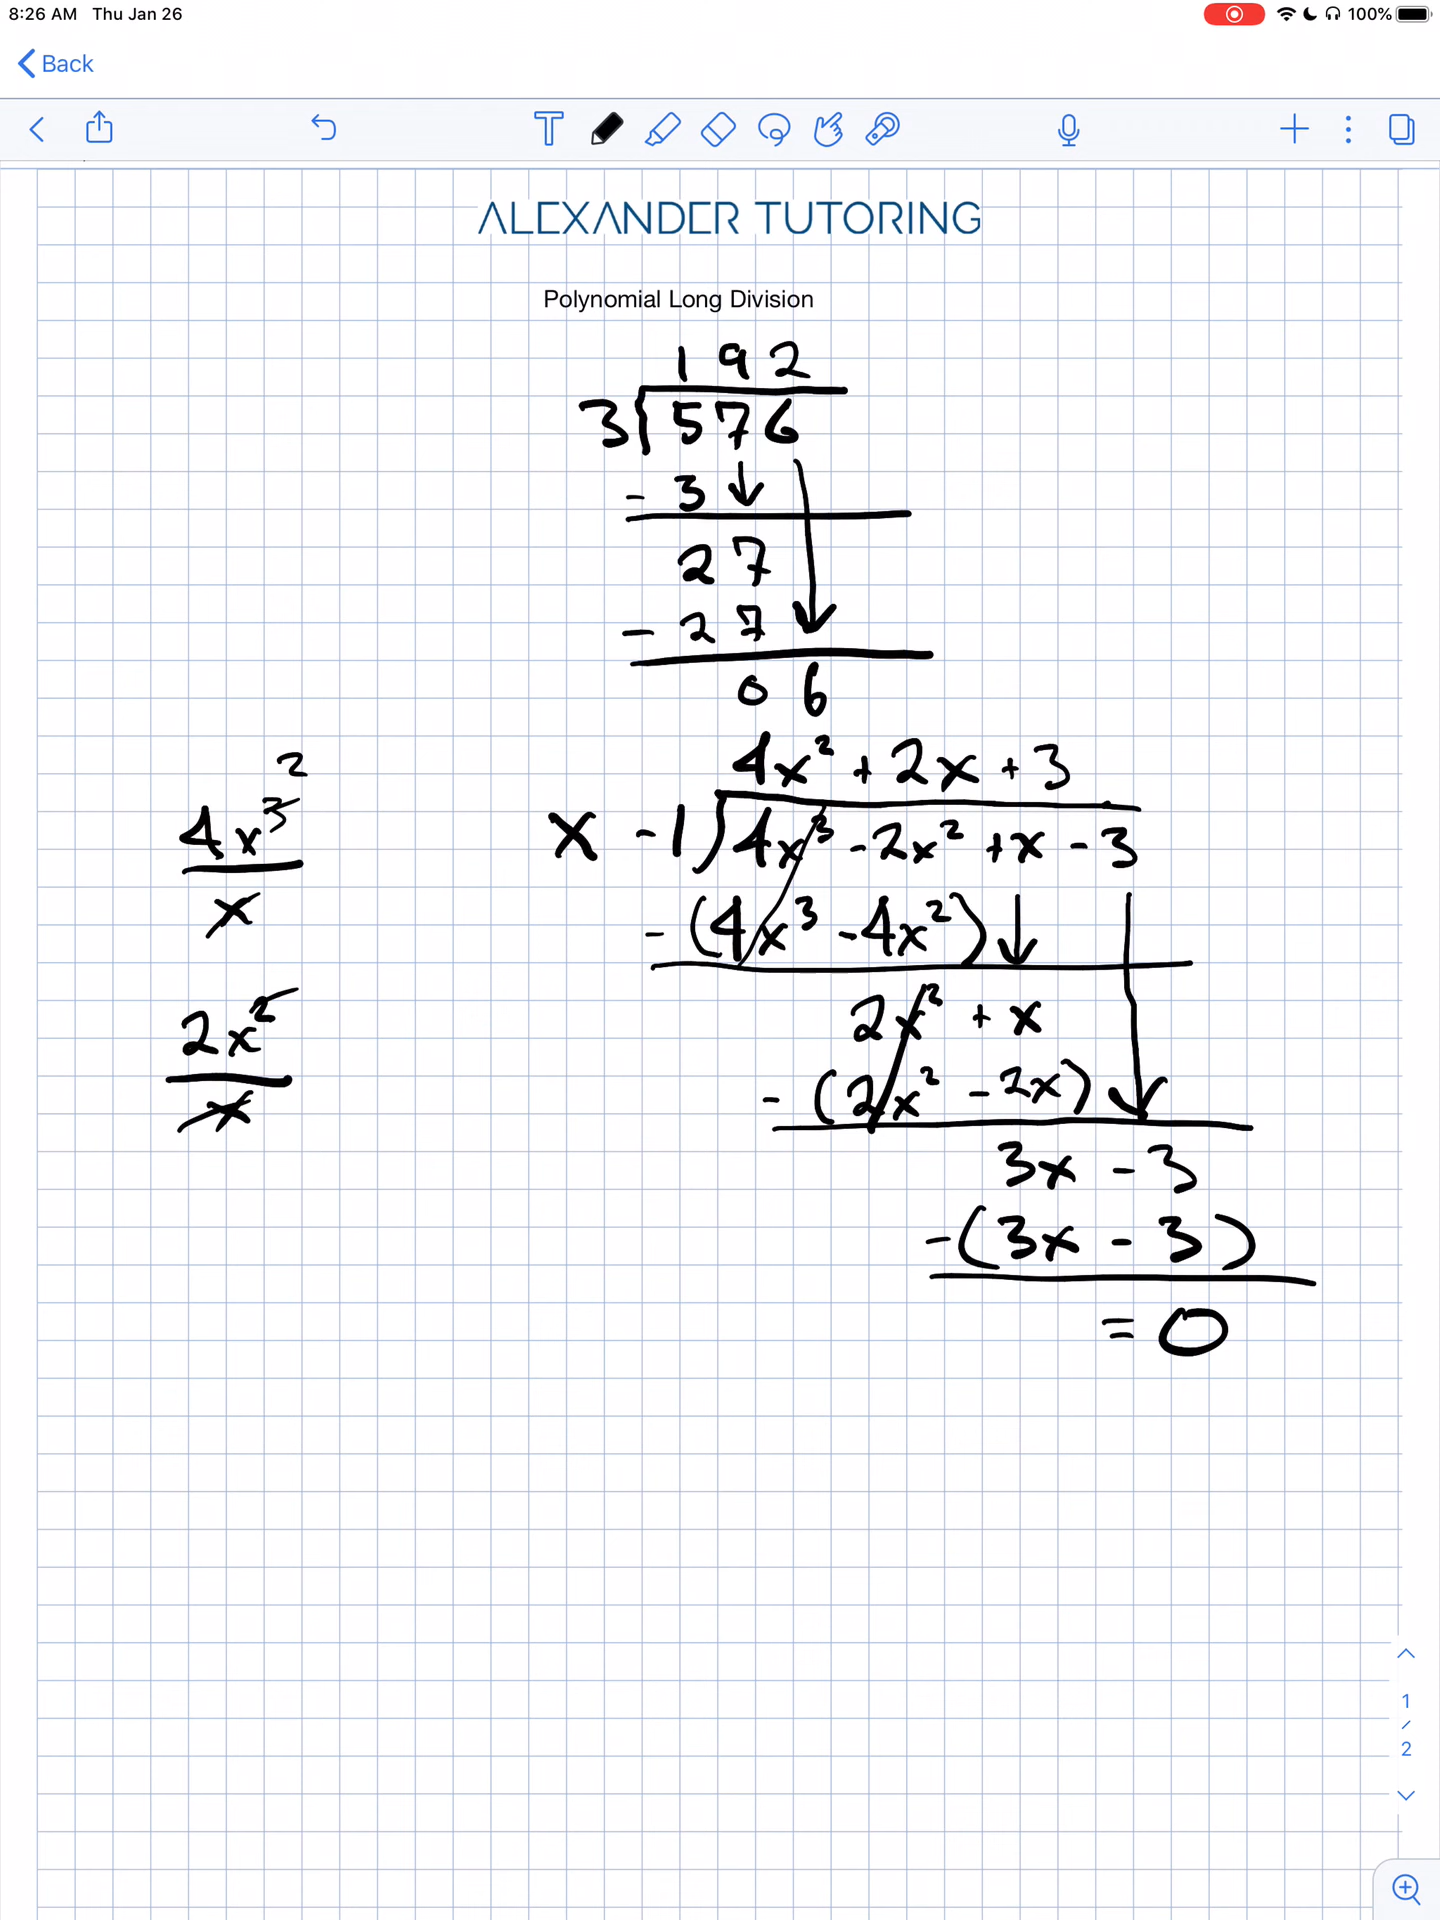 8:26 AM Thu Jan 26 100%
Back
ALEXANDER TUTORING
Polynomial Long Division
192
3 576
- 3
27
- 27
06
4x² + 2x + 3
x - 1 ) 4x³ - 2x² + x - 3
- (4x³ - 4x²)
2x² + x
- (2x² - 2x)
3x - 3
-(3x - 3)
= 0
2
4x³
x
2x²
x
1
/
2